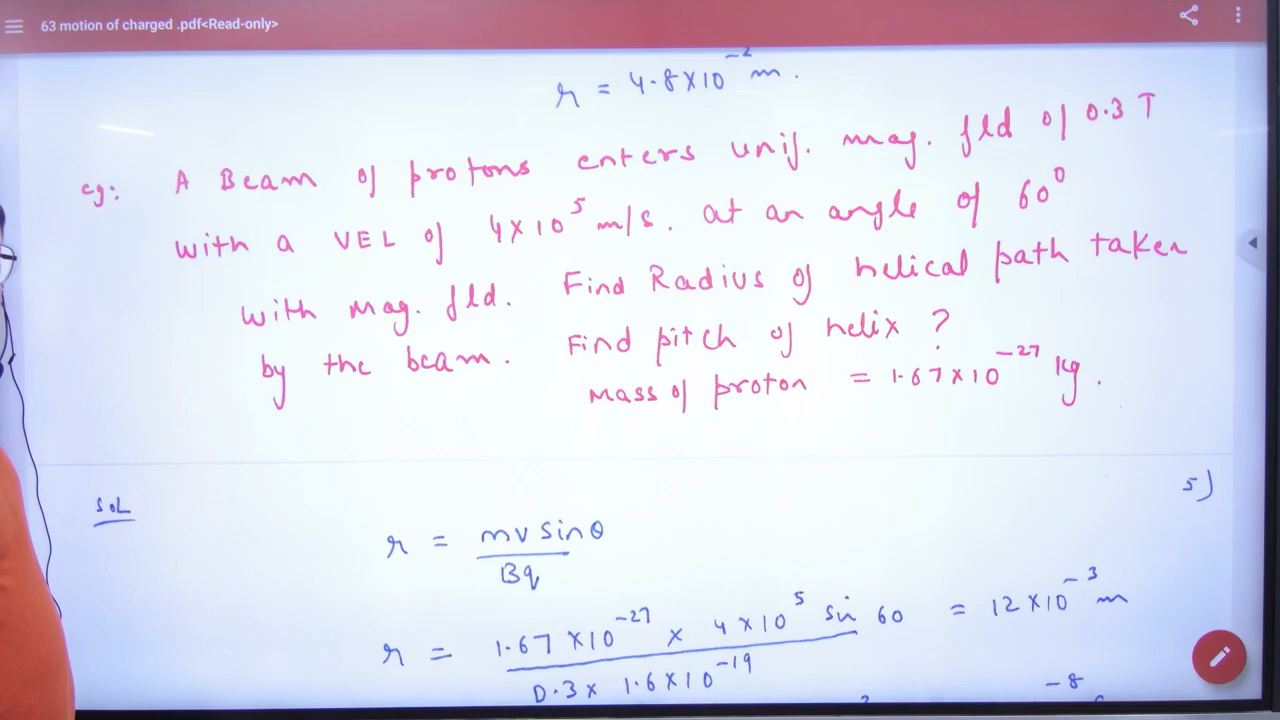 63 motion of charged .pdf<Read-only>
r = 4.8×10⁻² m.
eg: A Beam of protons enters unif. mag. fld of 0.3 T
with a VEL of 4×10⁵ m/s. at an angle of 60⁰
with mag. fld. Find Radius of helical path taken
by the beam. Find pitch of helix ?
Mass of proton = 1.67×10⁻²⁷ kg.
5)
Sol
r = mv sinθ / Bq
r = 1.67×10⁻²⁷ × 4×10⁵ sin 60 / 0.3× 1.6×10⁻¹⁹ = 12×10⁻³ m
-8